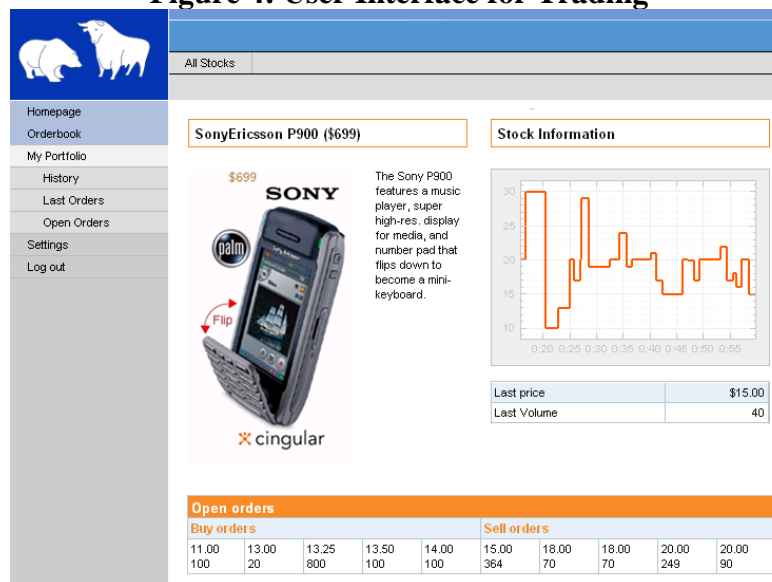 Figure 4. User Interface for Trading
All Stocks
Homepage
Orderbook
My Portfolio
History
Last Orders
Open Orders
Settings
Log out
SonyEricsson P900 ($699)
$699
SONY
palm
Flip
cingular
The Sony P900
features a music
player, super
high-res. display
for media, and
number pad that
flips down to
become a mini-
keyboard.
Stock Information
30
25
20
15
10
0:20 0:25 0:30 0:35 0:40 0:45 0:50 0:55
Last price $15.00
Last Volume 40
Open orders
Buy orders Sell orders
11.00 13.00 13.25 13.50 14.00 15.00 18.00 18.00 20.00 20.00
100 20 800 100 100 364 70 70 249 90